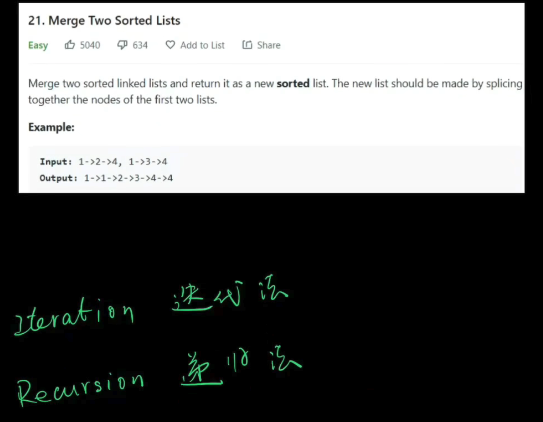 21. Merge Two Sorted Lists
Easy 5040 634 Add to List Share
Merge two sorted linked lists and return it as a new sorted list. The new list should be made by splicing
together the nodes of the first two lists.
Example:
Input: 1->2->4, 1->3->4
Output: 1->1->2->3->4->4
Iteration 迭代法
Recursion 递归法